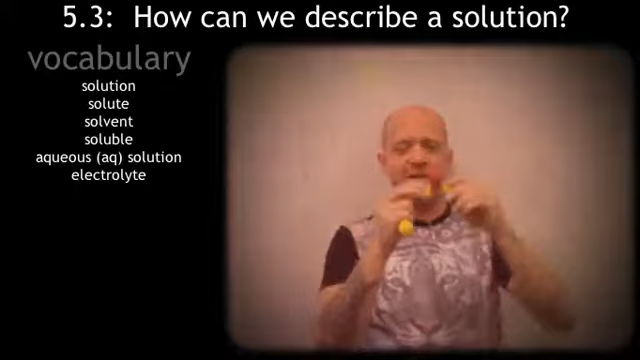 5.3: How can we describe a solution?
vocabulary
solution
solute
solvent
soluble
aqueous (aq) solution
electrolyte